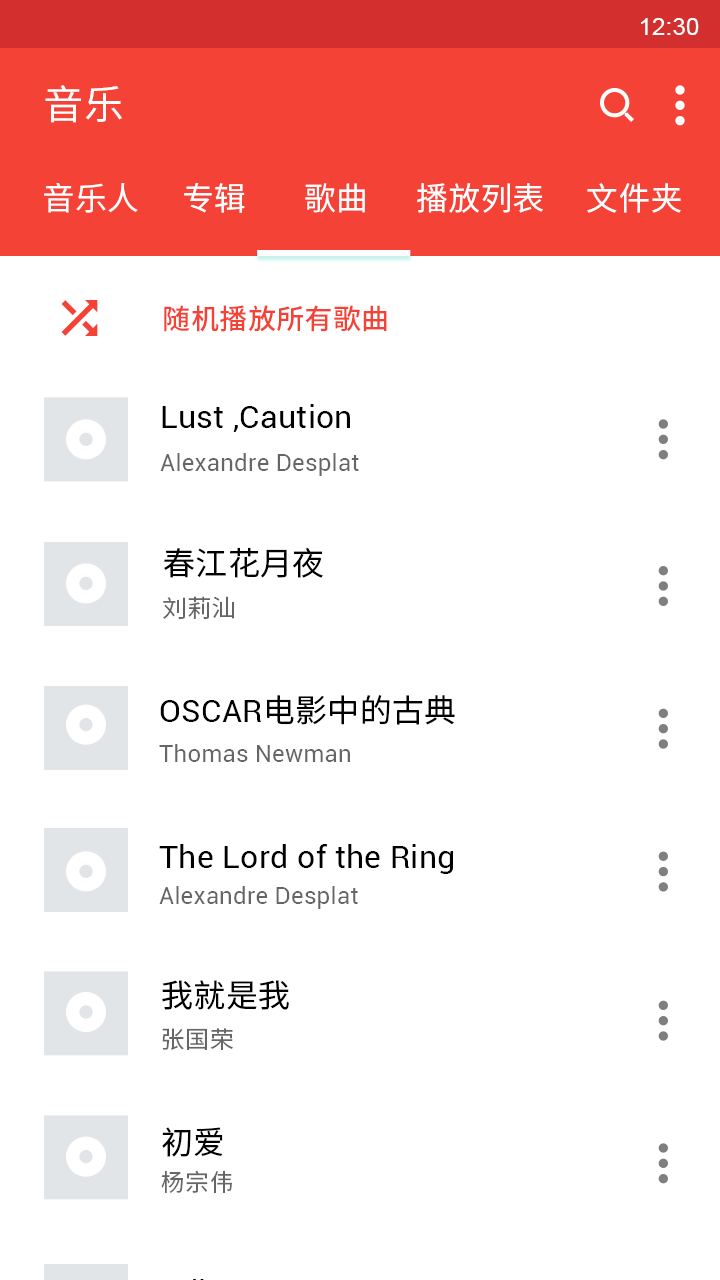 12:30
音乐
音乐人 专辑 歌曲 播放列表 文件夹
随机播放所有歌曲
Lust ,Caution
Alexandre Desplat
春江花月夜
刘莉汕
OSCAR电影中的古典
Thomas Newman
The Lord of the Ring
Alexandre Desplat
我就是我
张国荣
初爱
杨宗伟